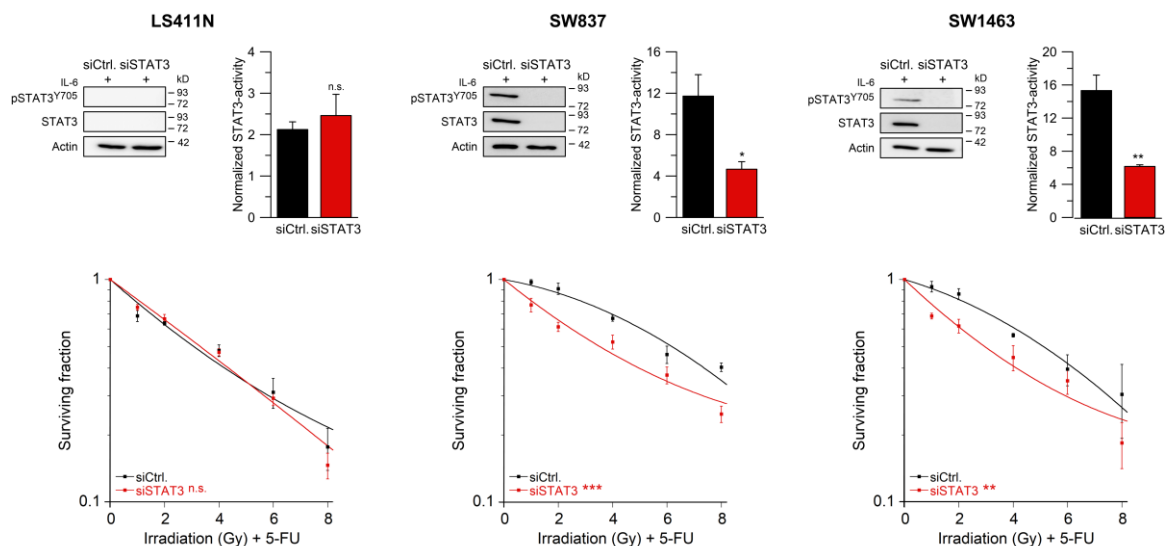 LS411N
siCtrl. siSTAT3
IL-6 + + kD
pSTAT3Y705
93
72
STAT3
93
72
Actin
42
Normalized STAT3-activity
4
3
2
1
0
n.s.
siCtrl. siSTAT3
SW837
siCtrl. siSTAT3
IL-6 + + kD
pSTAT3Y705
93
72
STAT3
93
72
Actin
42
Normalized STAT3-activity
16
12
8
4
0
*
siCtrl. siSTAT3
SW1463
siCtrl. siSTAT3
IL-6 + + kD
pSTAT3Y705
93
72
STAT3
93
72
Actin
42
Normalized STAT3-activity
20
16
12
8
4
0
**
siCtrl. siSTAT3
Surviving fraction
1
0.1
siCtrl.
siSTAT3 n.s.
0 2 4 6 8
Irradiation (Gy) + 5-FU
Surviving fraction
1
0.1
siCtrl.
siSTAT3 ***
0 2 4 6 8
Irradiation (Gy) + 5-FU
Surviving fraction
1
0.1
siCtrl.
siSTAT3 **
0 2 4 6 8
Irradiation (Gy) + 5-FU